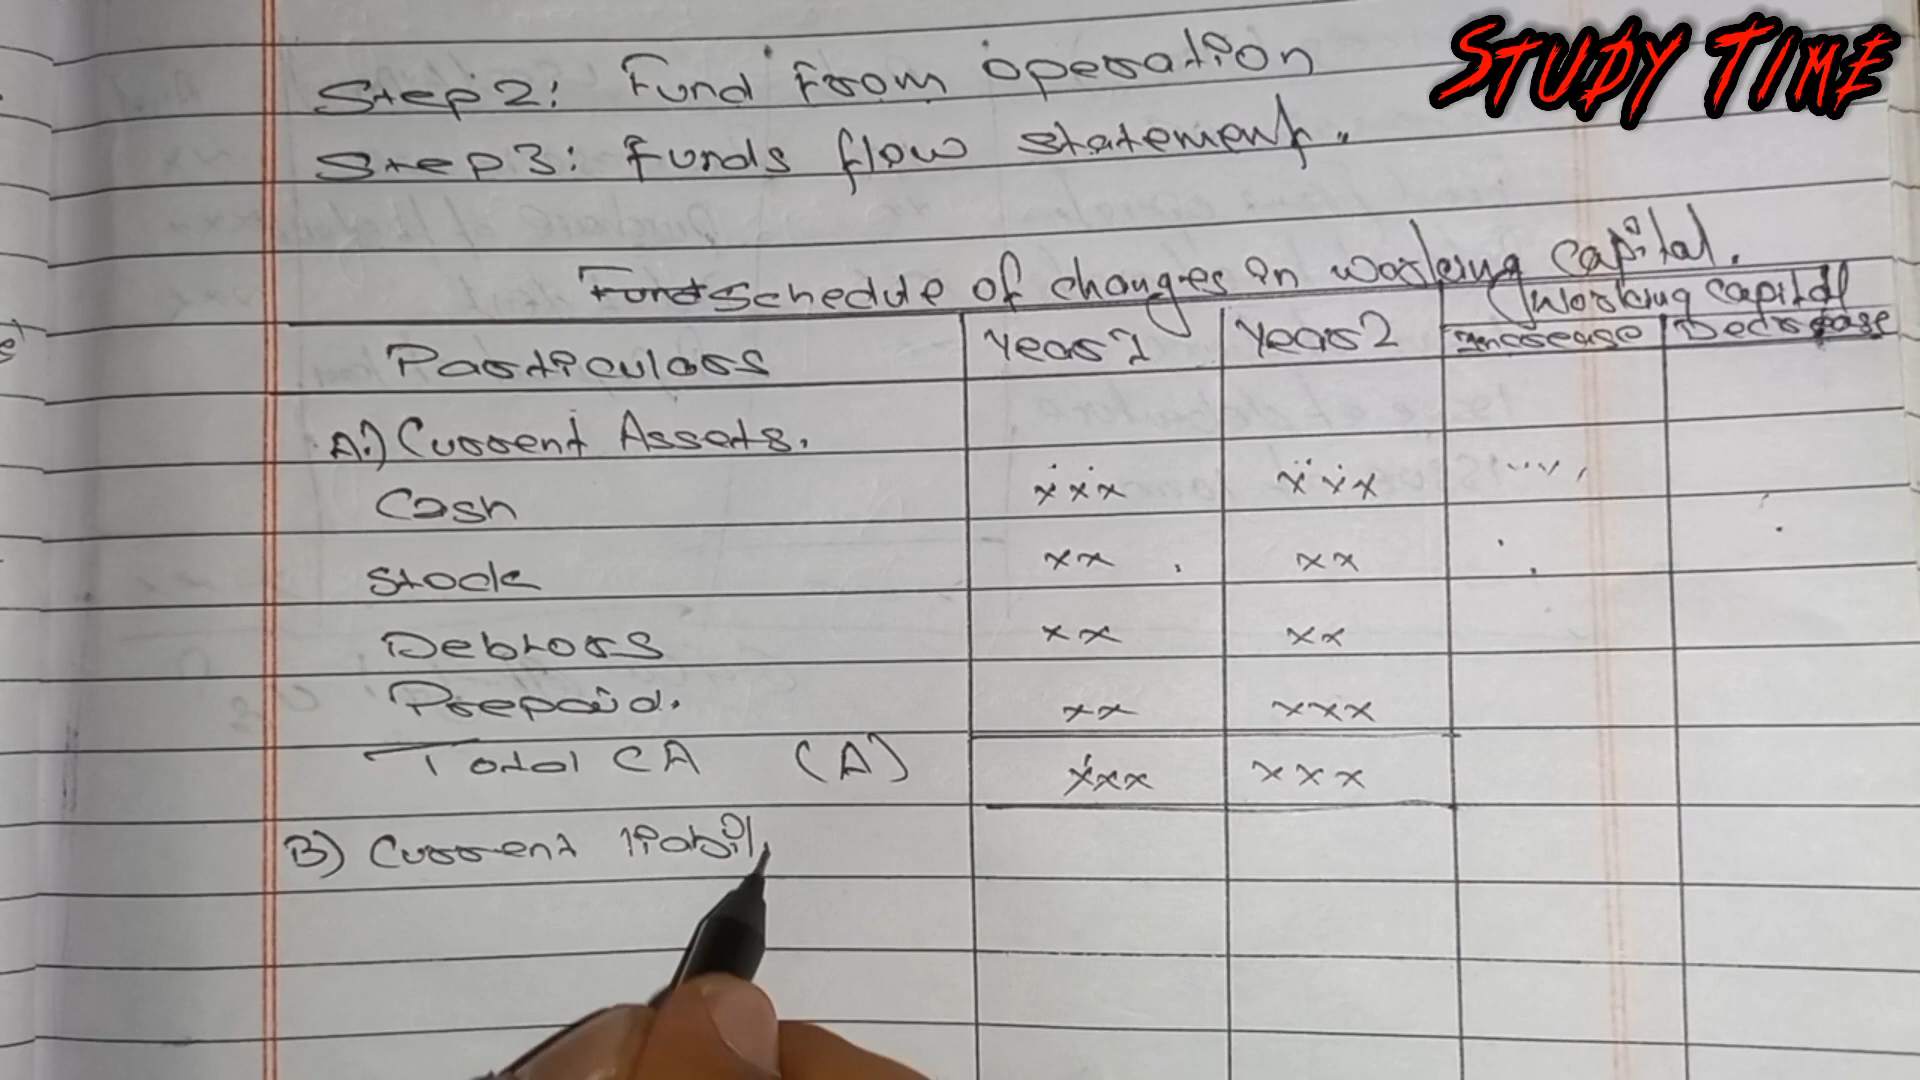 STUDY TIME
Step 2: Fund from operation
Step 3: Funds flow statement.
Fund Schedule of changes in working capital.
Particulars Year 1 Year 2 Working capital
Increase Decrease
A.) Current Assets.
Cash xxx xxx
Stock xx xx
Debtors xx xx
Prepaid. xx xxx
Total CA (A) xxx xxx
B) Current liabil